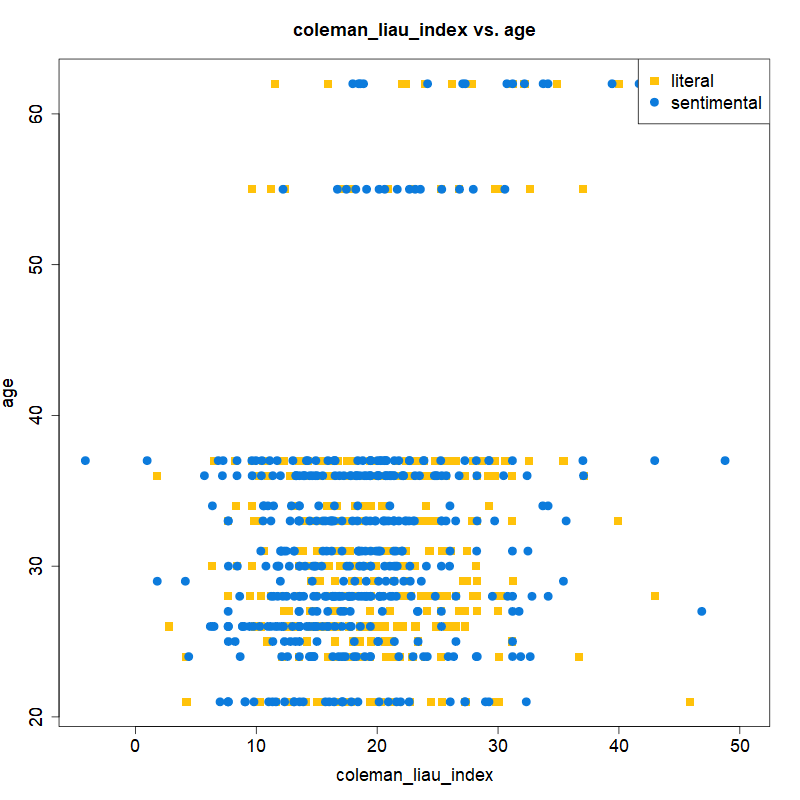 coleman_liau_index vs. age
literal
sentimental
60
50
40
30
20
age
0 10 20 30 40 50
coleman_liau_index